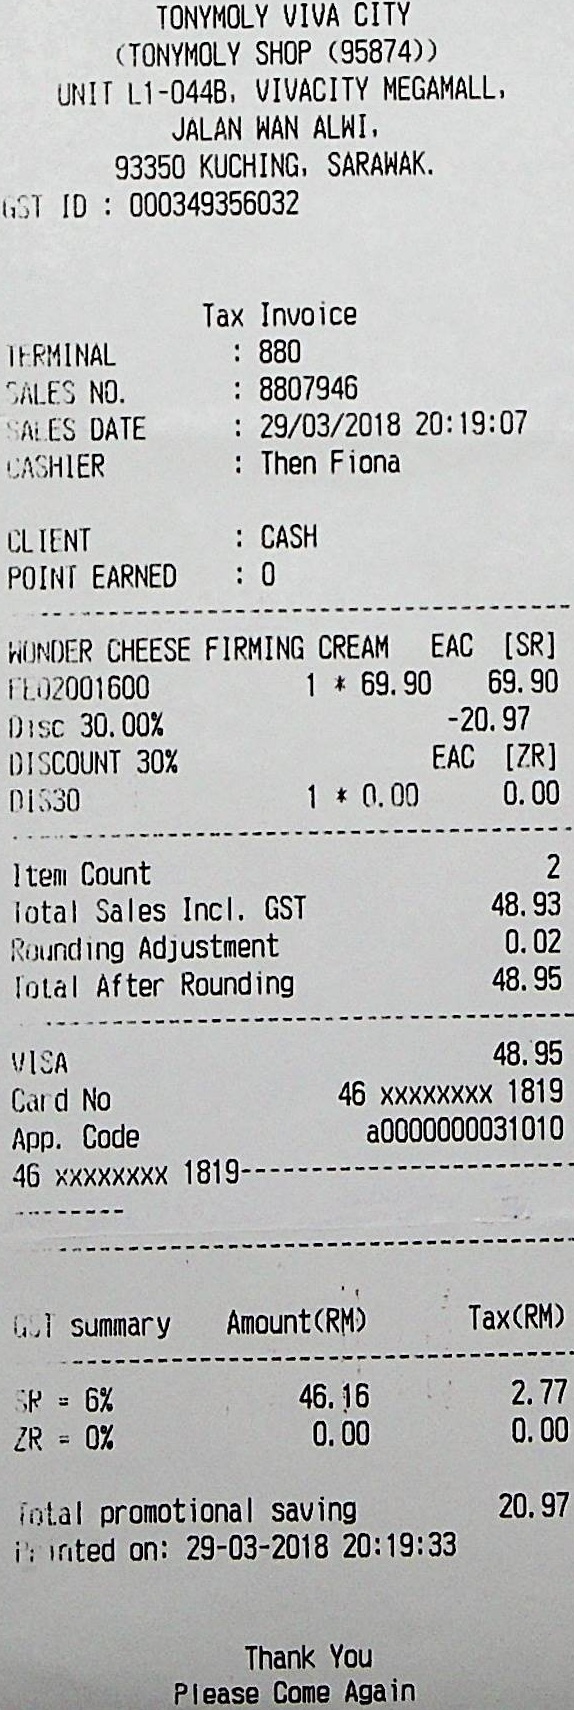 TONYMOLY VIVA CITY
(TONYMOLY SHOP (95874))
UNIT L1-044B, VIVACITY MEGAMALL,
JALAN WAN ALWI,
93350 KUCHING, SARAWAK.
GST ID : 000349356032
Tax Invoice
TERMINAL : 880
SALES NO. : 8807946
SALES DATE : 29/03/2018 20:19:07
CASHIER : Then Fiona
CLIENT : CASH
POINT EARNED : 0
WONDER CHEESE FIRMING CREAM EAC [SR]
FE02001600 1 * 69.90 69.90
Disc 30.00% -20.97
DISCOUNT 30% EAC [ZR]
DIS30 1 * 0.00 0.00
Item Count 2
Total Sales Incl. GST 48.93
Rounding Adjustment 0.02
Total After Rounding 48.95
VISA 48.95
Card No 46 xxxxxxxx 1819
App. Code a0000000031010
46 xxxxxxxx 1819-----------------------
--------
GST summary Amount(RM) Tax(RM)
SR = 6% 46.16 2.77
ZR = 0% 0.00 0.00
Total promotional saving 20.97
Printed on: 29-03-2018 20:19:33
Thank You
Please Come Again